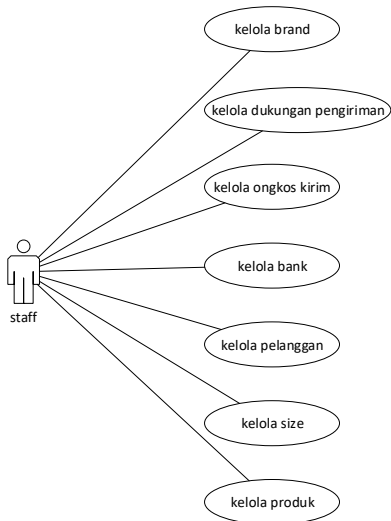 kelola brand
kelola dukungan pengiriman
kelola ongkos kirim
kelola bank
staff
kelola pelanggan
kelola size
kelola produk